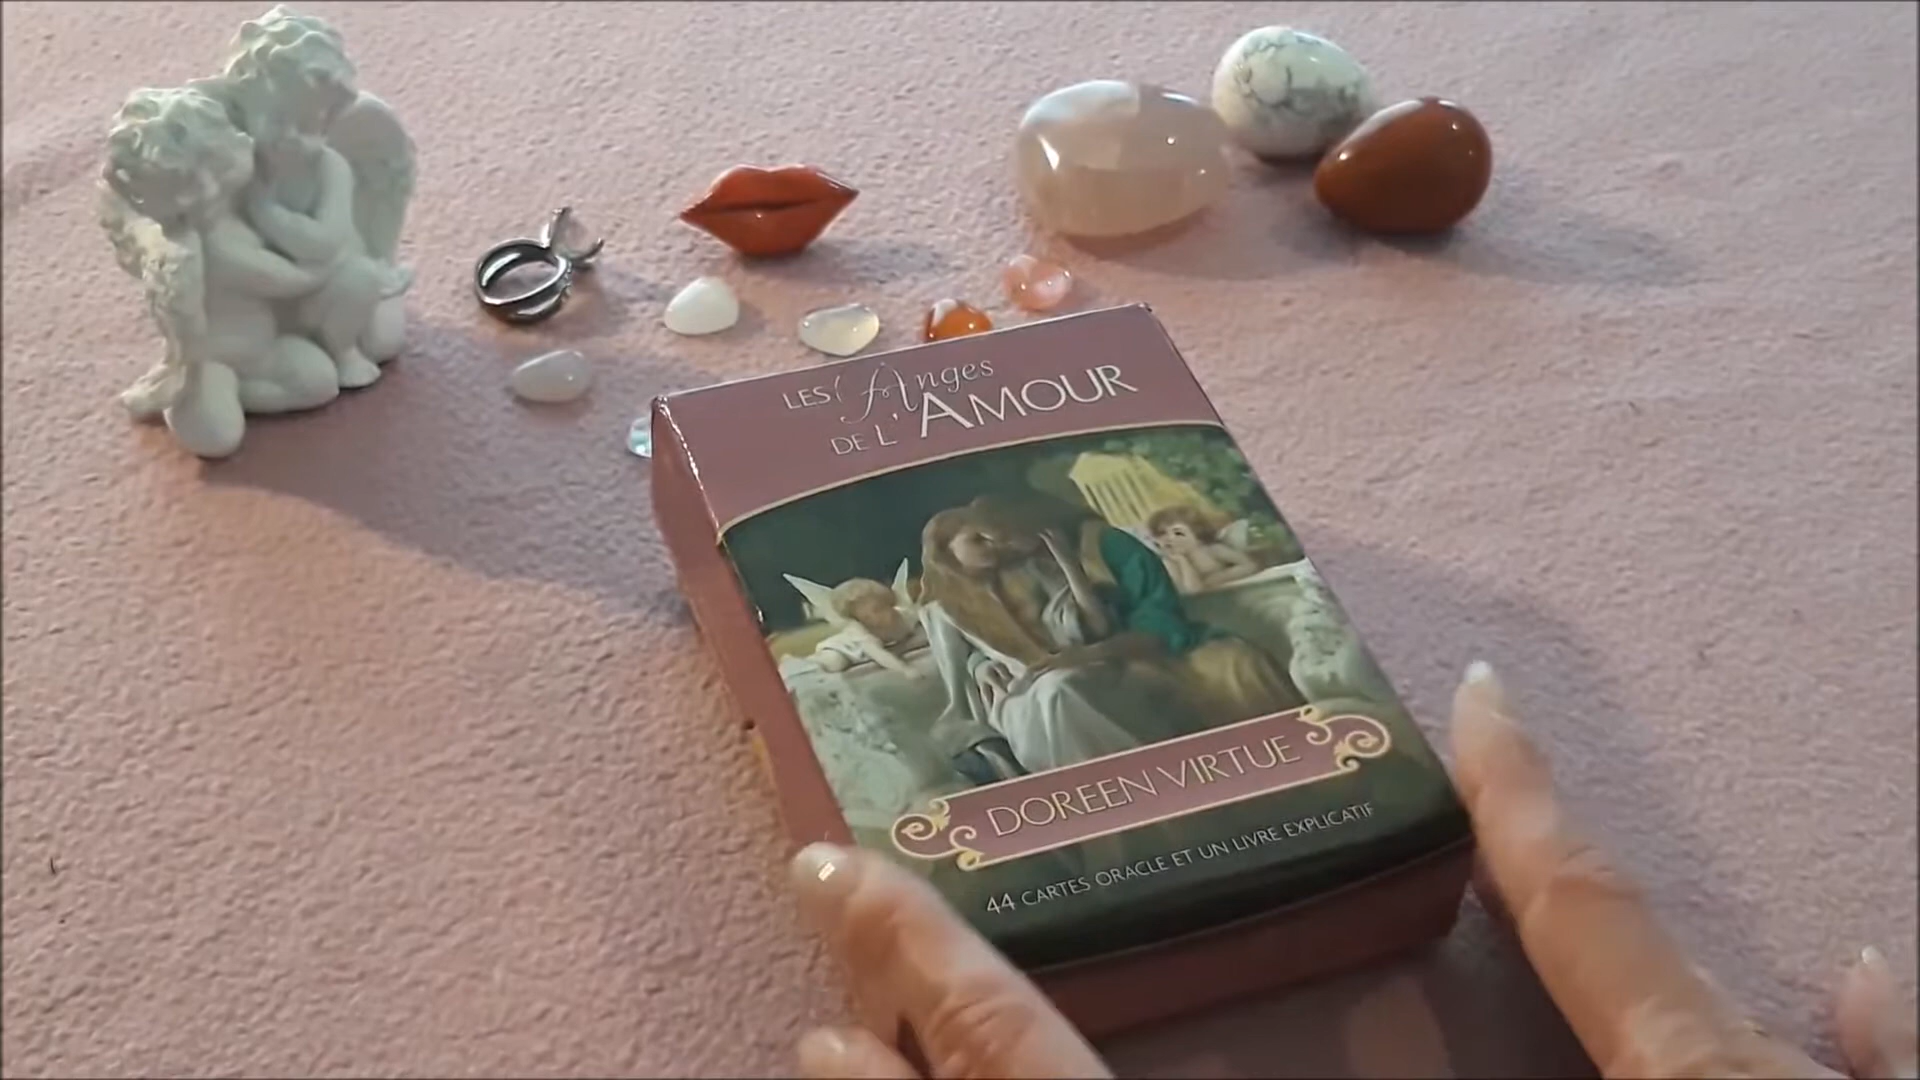 LES Anges
DE L'AMOUR
DOREEN VIRTUE
44 CARTES ORACLE ET UN LIVRE EXPLICATIF